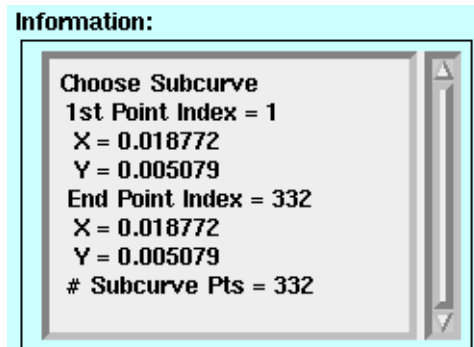 Information:
Choose Subcurve
1st Point Index = 1
X = 0.018772
Y = 0.005079
End Point Index = 332
X = 0.018772
Y = 0.005079
# Subcurve Pts = 332